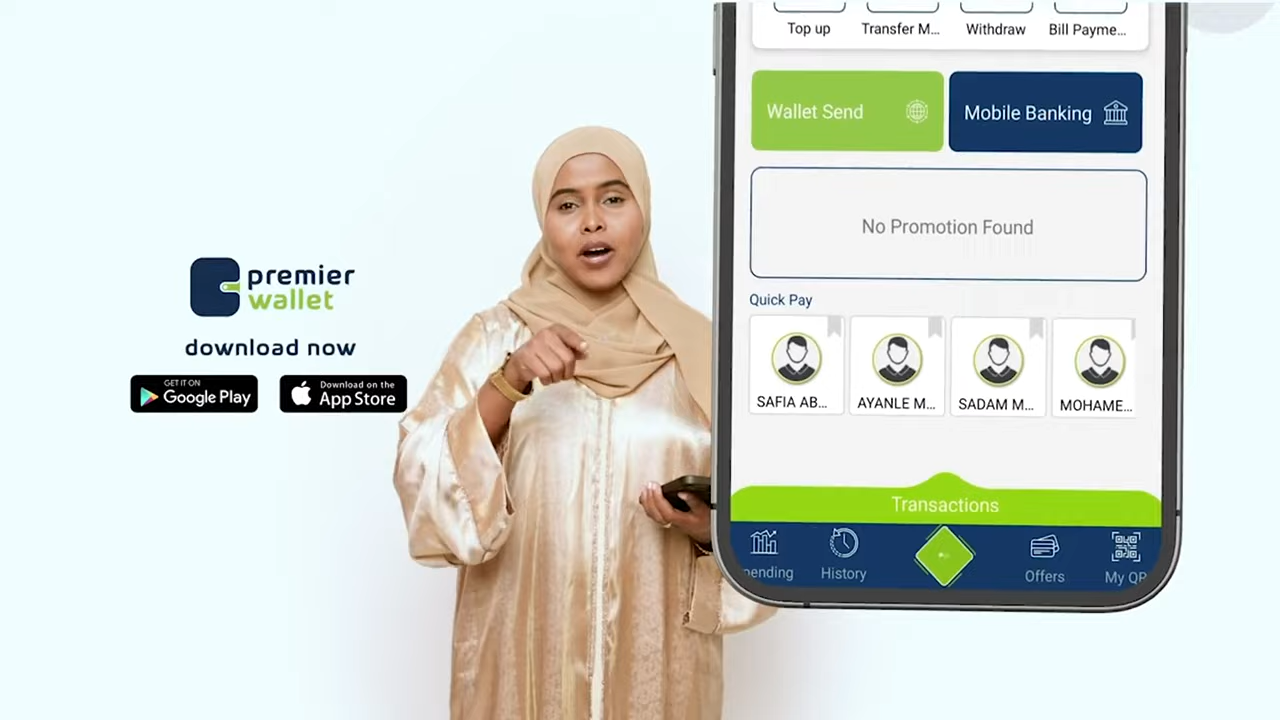 premier
wallet
download now
GET IT ON
Google Play
Download on the
App Store
Top up
Transfer M...
Withdraw
Bill Payme...
Wallet Send
Mobile Banking
No Promotion Found
Quick Pay
SAFIA AB...
AYANLE M...
SADAM M...
MOHAME...
Transactions
pending
History
Offers
My QR